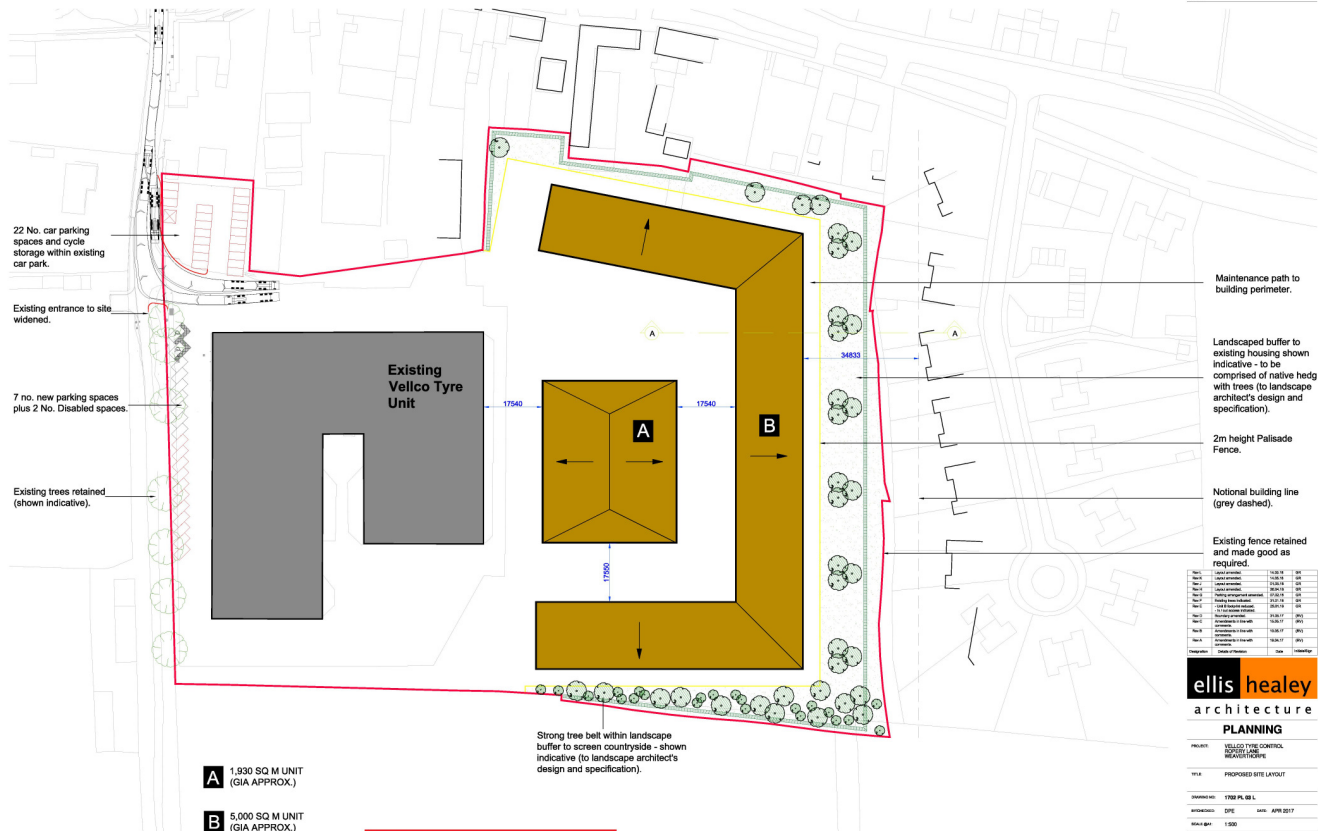 22 No. car parking
spaces and cycle
storage within existing
car park.
Existing entrance to site
widened.
7 no. new parking spaces
plus 2 No. Disabled spaces.
Existing trees retained
(shown indicative).
Existing
Vellco Tyre
Unit
17540
A
17540
B
17550
A
A
34833
Maintenance path to
building perimeter.
Landscaped buffer to
existing housing shown
indicative - to be
comprised of native hedg
with trees (to landscape
architect's design and
specification).
2m height Palisade
Fence.
Notional building line
(grey dashed).
Existing fence retained
and made good as
required.
Strong tree belt within landscape
buffer to screen countryside - shown
indicative (to landscape architect's
design and specification).
A 1,930 SQ M UNIT
(GIA APPROX.)
B 5,000 SQ M UNIT
(GIA APPROX.)
ellis healey
architecture
PLANNING
PROJECT: VELLCO TYRE CONTROL
ROPERY LANE
WEAVERTHORPE
TITLE PROPOSED SITE LAYOUT
DRAWING NO: 1702 PL 03 L
DPE DATE: APR 2017
1:500